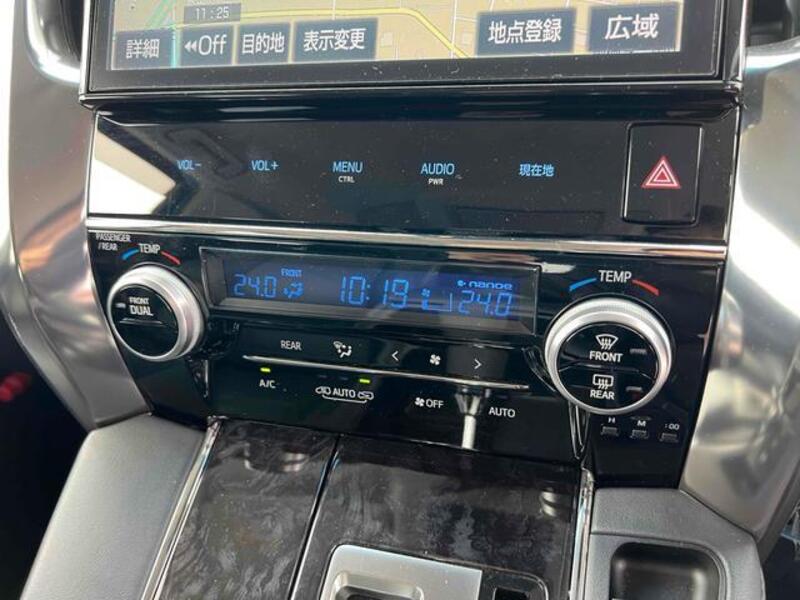 11:25
詳細 ◀◀Off 目的地 表示変更 地点登録 広域
VOL- VOL+ MENU AUDIO 現在地
CTRL PWR
PASSENGER
/REAR
TEMP
FRONT
DUAL
FRONT
24.0 10:19 nanoe
24.0
TEMP
FRONT
REAR
REAR < >
A/C AUTO OFF AUTO
H M :00